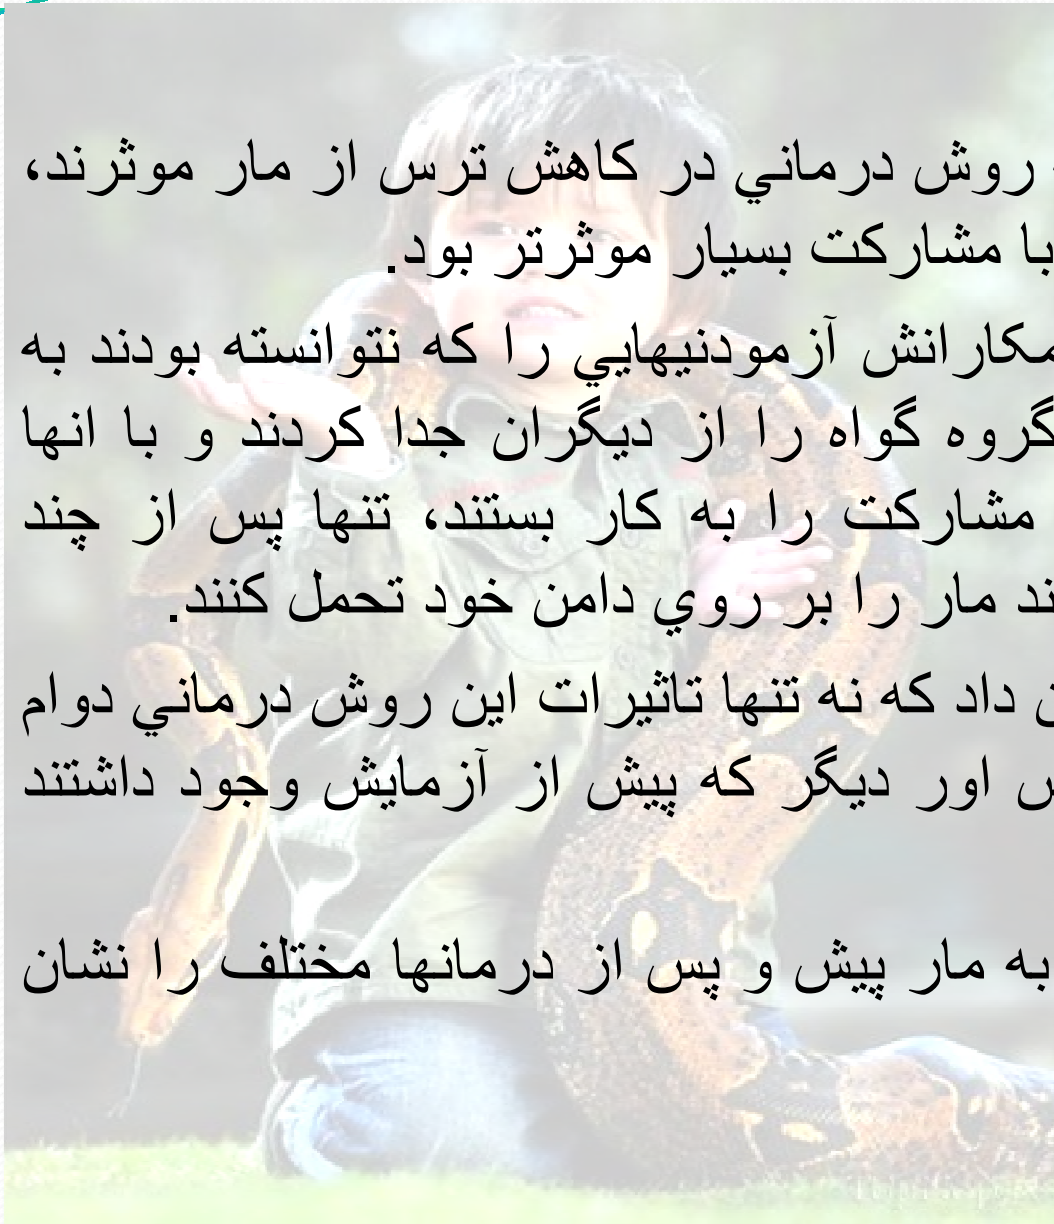 روش درماني در كاهش ترس از مار موثرند،
با مشاركت بسيار موثرتر بود.
مكارانش آزمودنيهايي را كه نتوانسته بودند به
گروه گواه را از ديگران جدا كردند و با انها
مشاركت را به كار بستند، تنها پس از چند
ند مار را بر روي دامن خود تحمل كنند.
ن داد كه نه تنها تاثيرات اين روش درماني دوام
س اور ديگر كه پيش از آزمايش وجود داشتند
به مار پيش و پس از درمانها مختلف را نشان